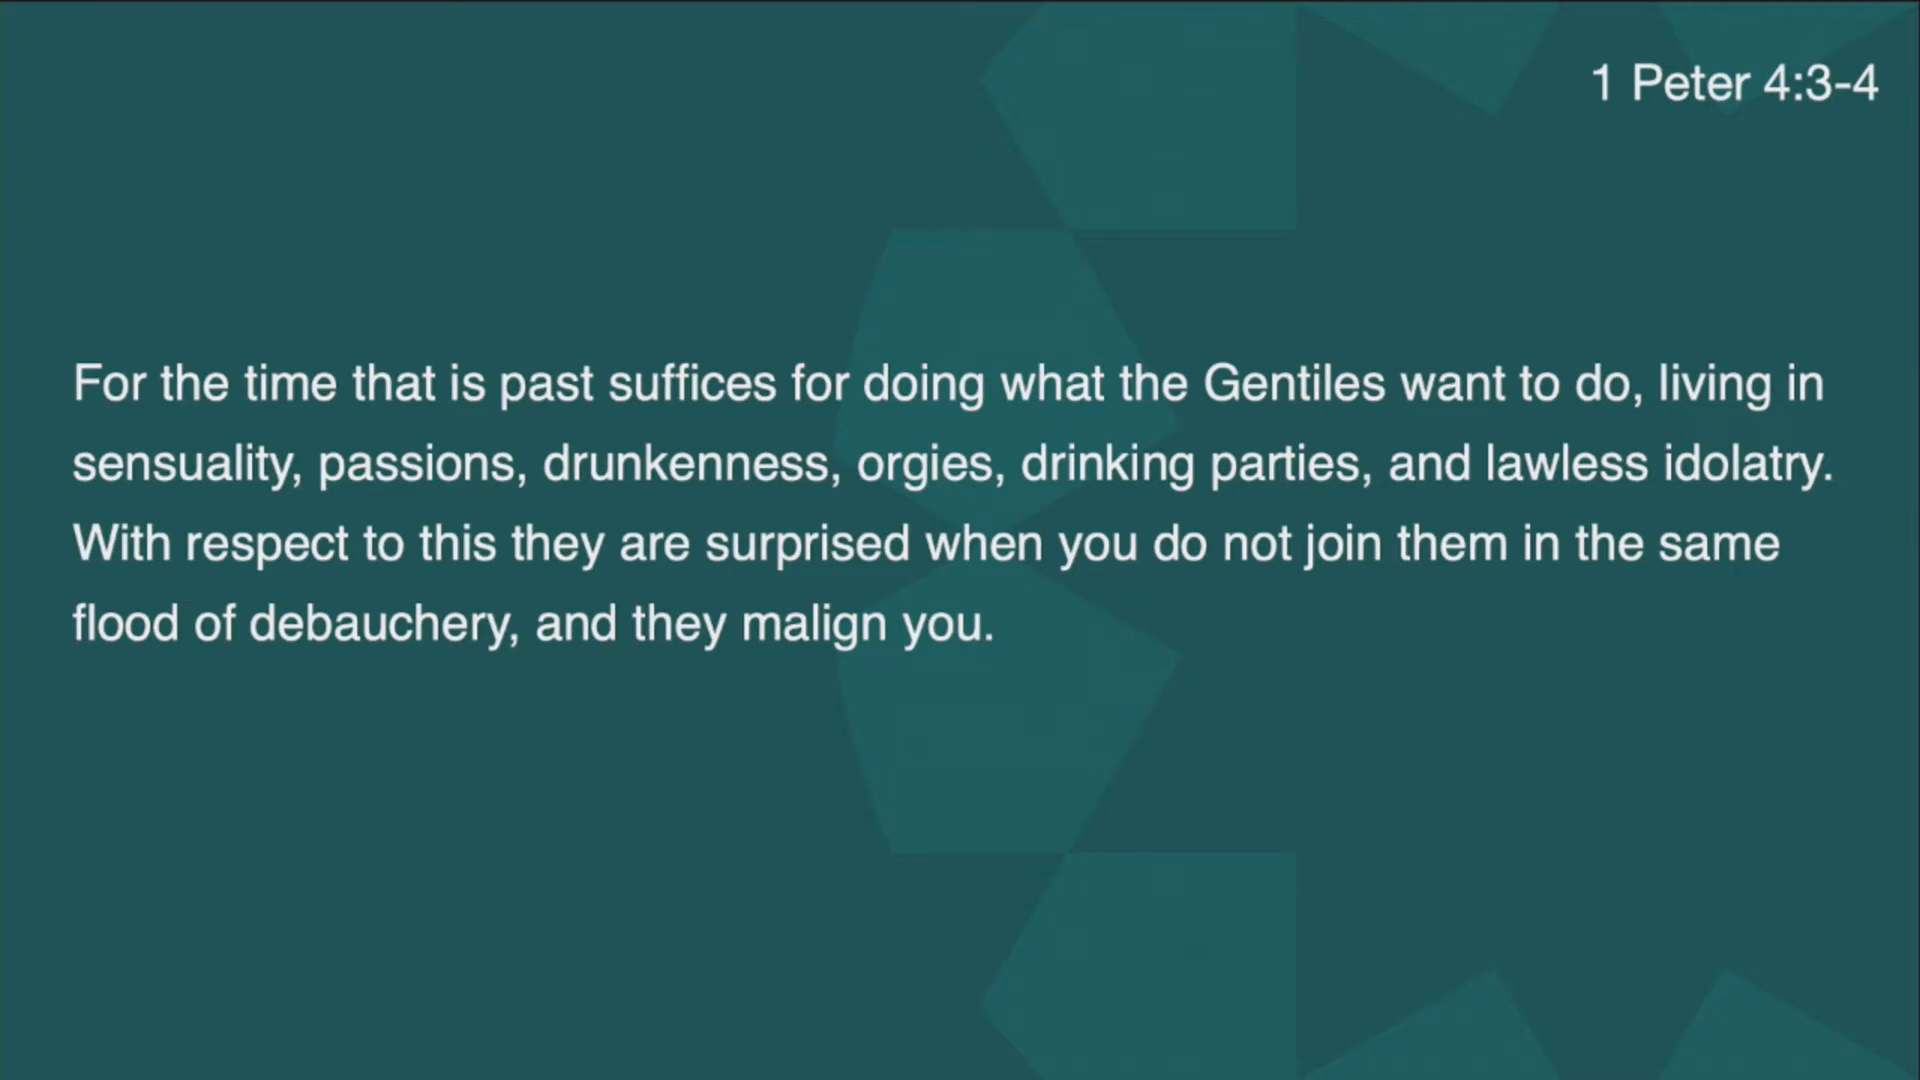 1 Peter 4:3-4
For the time that is past suffices for doing what the Gentiles want to do, living in
sensuality, passions, drunkenness, orgies, drinking parties, and lawless idolatry.
With respect to this they are surprised when you do not join them in the same
flood of debauchery, and they malign you.